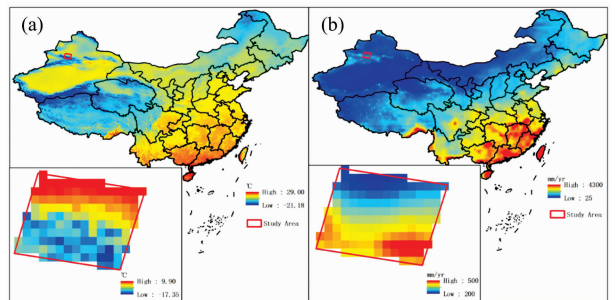 (a)
℃
High : 29.00
Low : -21.18
Study Area
℃
High : 9.90
Low : -17.35
(b)
mm/yr
High : 4300
Low : 25
Study Area
mm/yr
High : 500
Low : 200